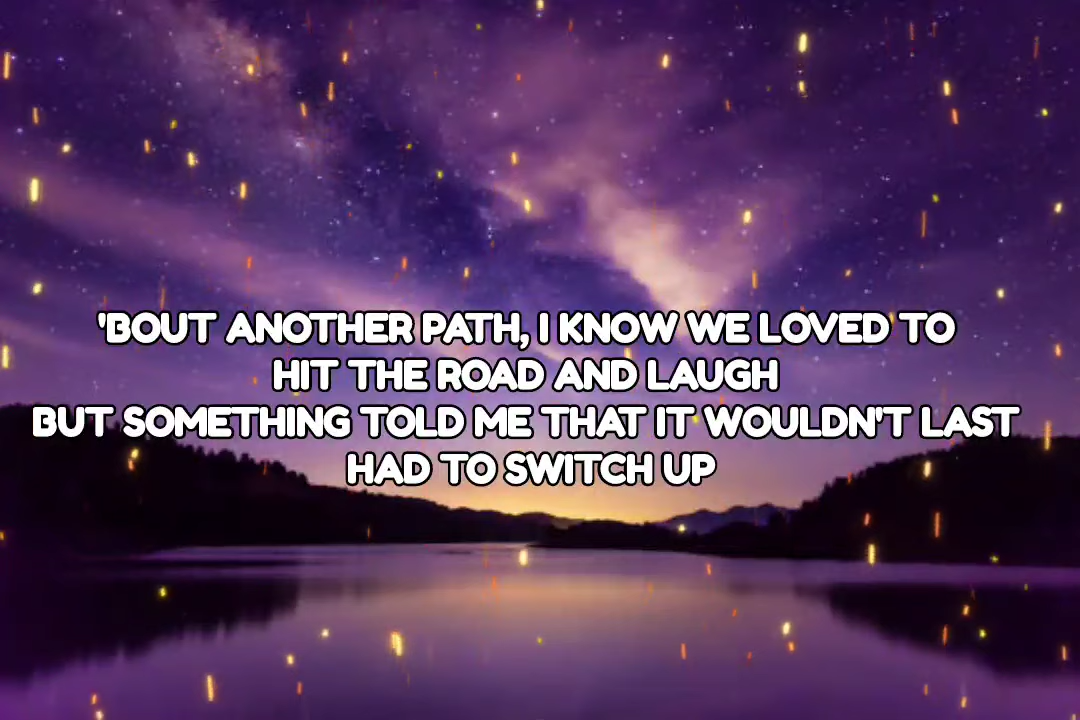 'BOUT ANOTHER PATH, I KNOW WE LOVED TO
HIT THE ROAD AND LAUGH
BUT SOMETHING TOLD ME THAT IT WOULDN'T LAST
HAD TO SWITCH UP